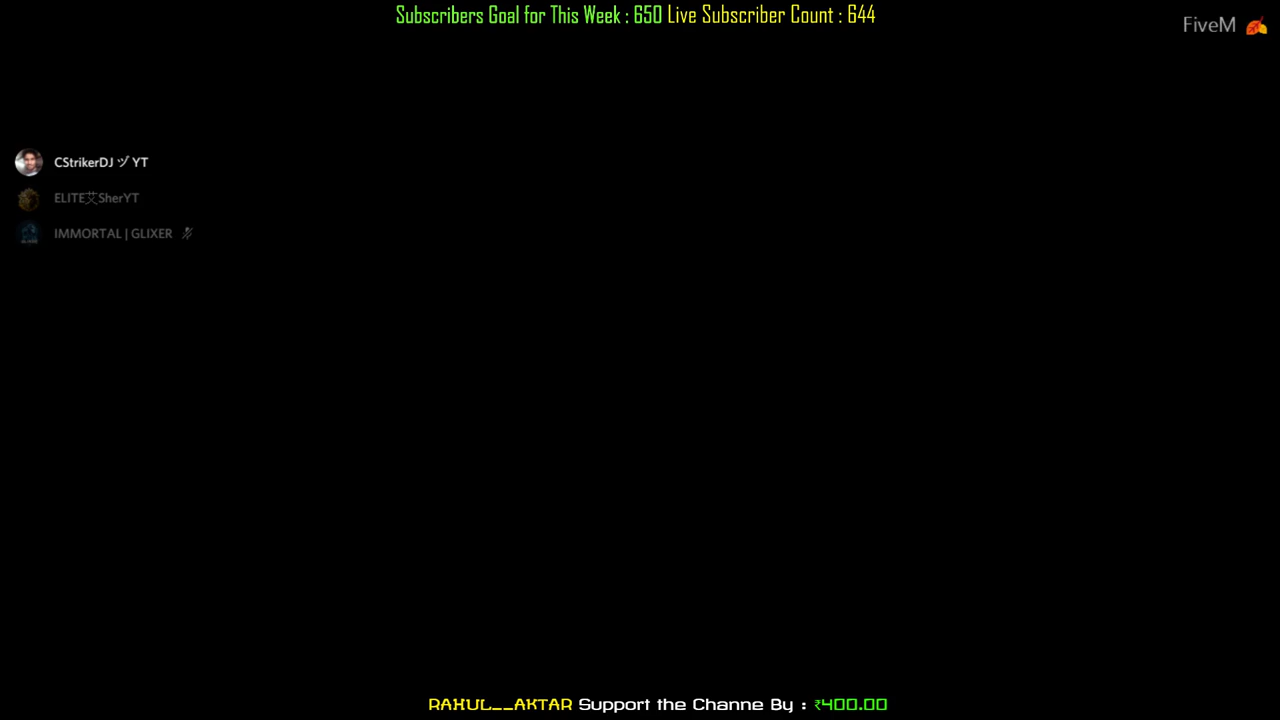 Subscribers Goal for This Week : 650 Live Subscriber Count : 644
FiveM
CStrikerDJ ヅ YT
ELITE艾SherYT
IMMORTAL | GLIXER
RAHUL__AKTAR Support the Channe By : ₹400.00